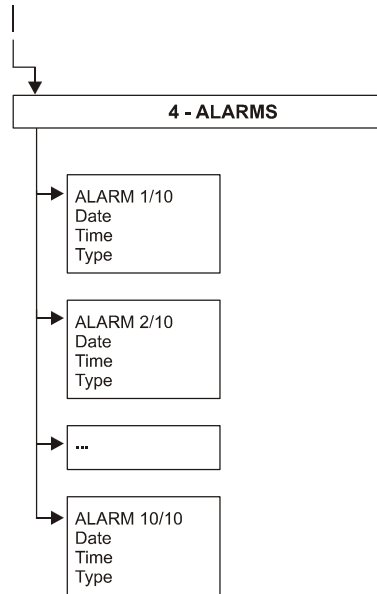 4 - ALARMS
ALARM 1/10
Date
Time
Type
ALARM 2/10
Date
Time
Type
...
ALARM 10/10
Date
Time
Type